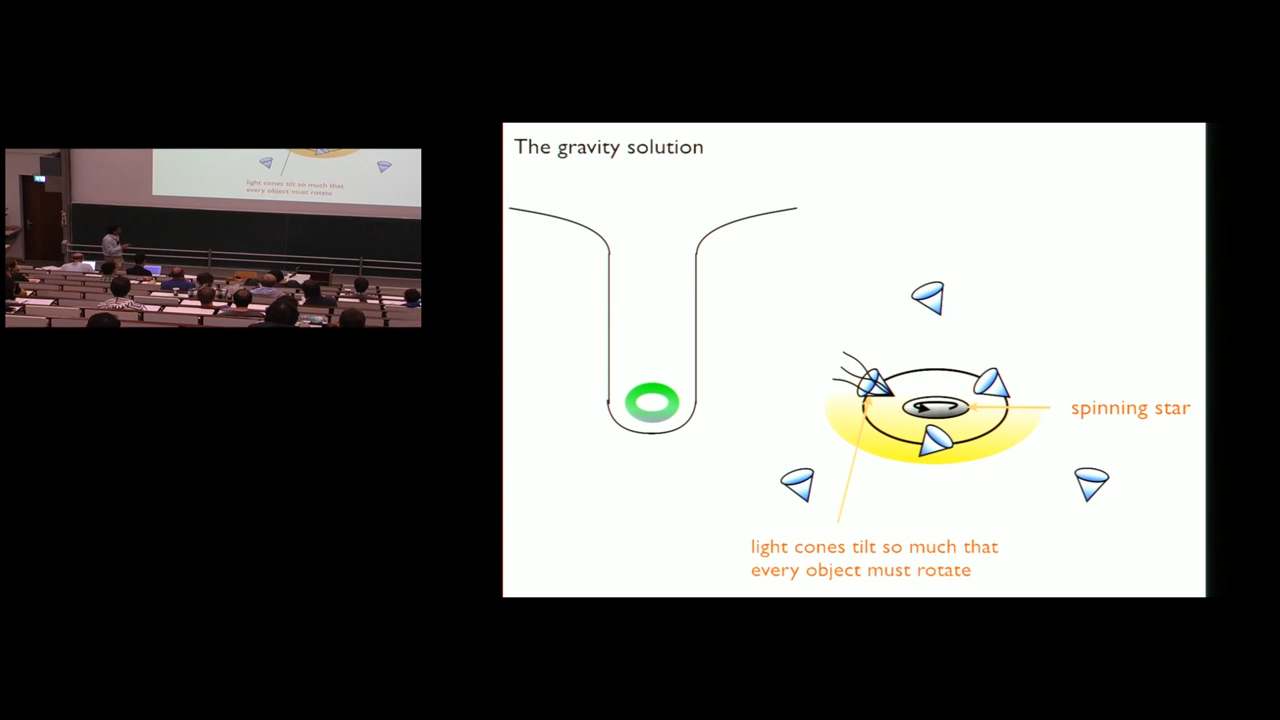 The gravity solution
spinning star
light cones tilt so much that
every object must rotate
light cones tilt so much that
every object must rotate